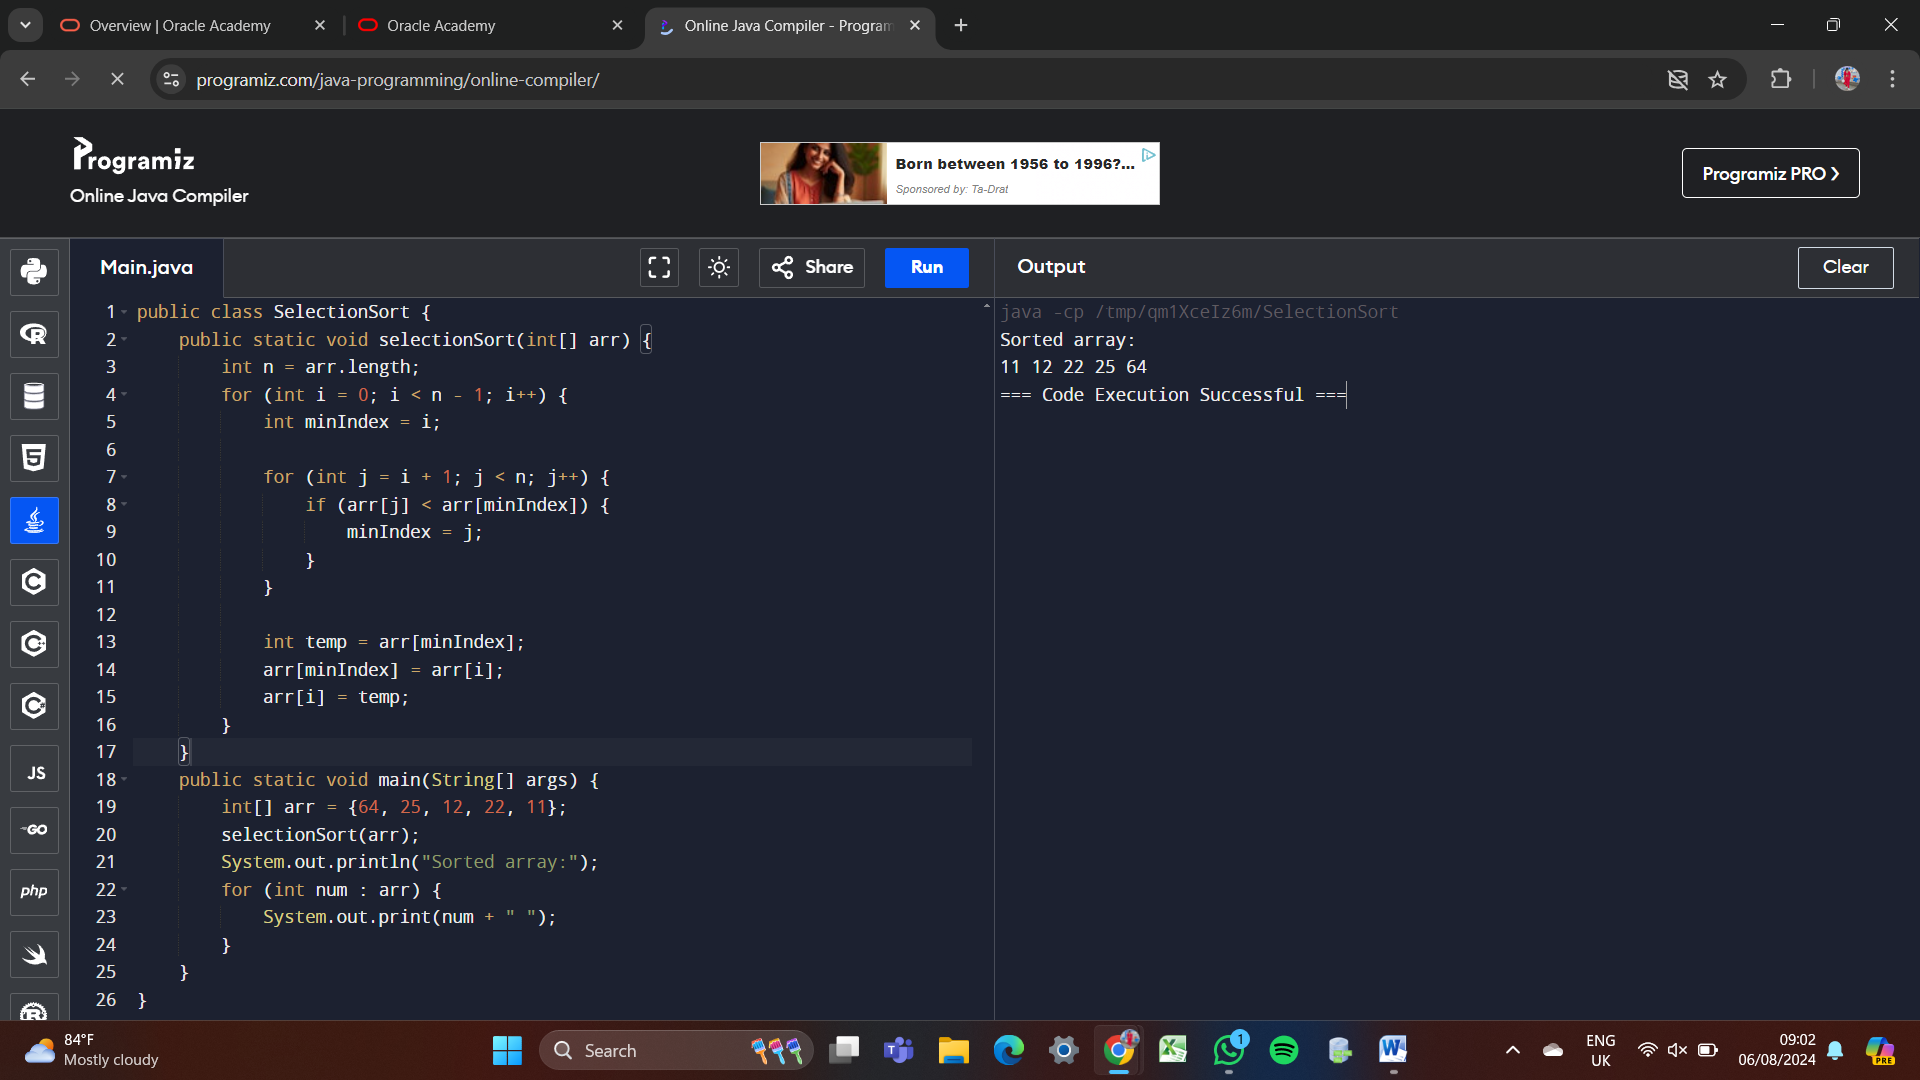 Overview | Oracle Academy
Oracle Academy
Online Java Compiler - Program
programiz.com/java-programming/online-compiler/
Programiz
Online Java Compiler
Born between 1956 to 1996?...
Sponsored by: Ta-Drat
Programiz PRO
Main.java
Share
Run
Output
Clear
1 public class SelectionSort {
2     public static void selectionSort(int[] arr) {
3         int n = arr.length;
4         for (int i = 0; i < n - 1; i++) {
5             int minIndex = i;
6
7             for (int j = i + 1; j < n; j++) {
8                 if (arr[j] < arr[minIndex]) {
9                     minIndex = j;
10                 }
11             }
12
13             int temp = arr[minIndex];
14             arr[minIndex] = arr[i];
15             arr[i] = temp;
16         }
17     }
18     public static void main(String[] args) {
19         int[] arr = {64, 25, 12, 22, 11};
20         selectionSort(arr);
21         System.out.println("Sorted array:");
22         for (int num : arr) {
23             System.out.print(num + " ");
24         }
25     }
26 }
java -cp /tmp/qm1XceIz6m/SelectionSort
Sorted array:
11 12 22 25 64
=== Code Execution Successful ===
JS
GO
php
84°F
Mostly cloudy
Search
1
ENG
UK
09:02
06/08/2024
PRE